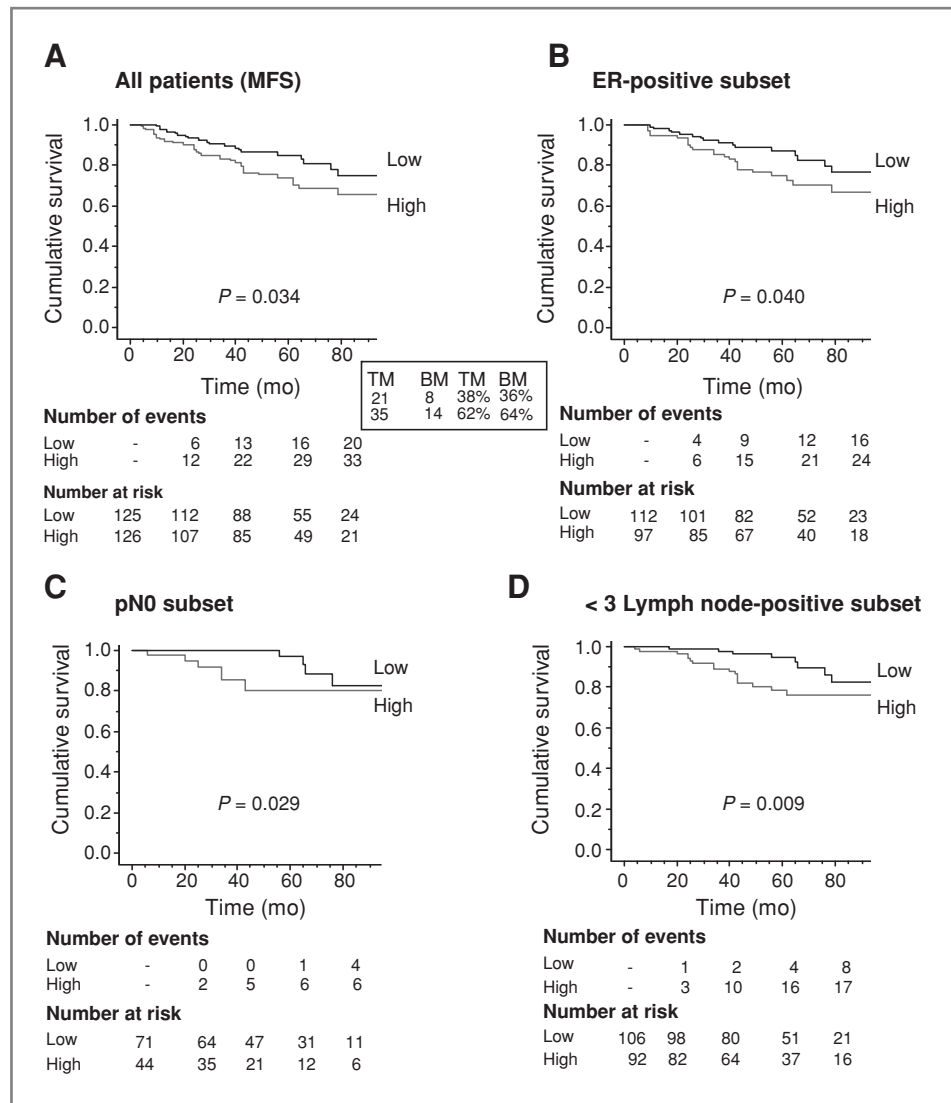 A
All patients (MFS)
1.0
0.8
0.6
0.4
0.2
0.0
Cumulative survival
Low
High
P = 0.034
0 20 40 60 80
Time (mo)
Number of events
Low - 6 13 16 20
High - 12 22 29 33
Number at risk
Low 125 112 88 55 24
High 126 107 85 49 21
TM BM TM BM
21 8 38% 36%
35 14 62% 64%
B
ER-positive subset
1.0
0.8
0.6
0.4
0.2
0.0
Cumulative survival
Low
High
P = 0.040
0 20 40 60 80
Time (mo)
Number of events
Low - 4 9 12 16
High - 6 15 21 24
Number at risk
Low 112 101 82 52 23
High 97 85 67 40 18
C
pN0 subset
1.0
0.8
0.6
0.4
0.2
0.0
Cumulative survival
Low
High
P = 0.029
0 20 40 60 80
Time (mo)
Number of events
Low - 0 0 1 4
High - 2 5 6 6
Number at risk
Low 71 64 47 31 11
High 44 35 21 12 6
D
< 3 Lymph node-positive subset
1.0
0.8
0.6
0.4
0.2
0.0
Cumulative survival
Low
High
P = 0.009
0 20 40 60 80
Time (mo)
Number of events
Low - 1 2 4 8
High - 3 10 16 17
Number at risk
Low 106 98 80 51 21
High 92 82 64 37 16